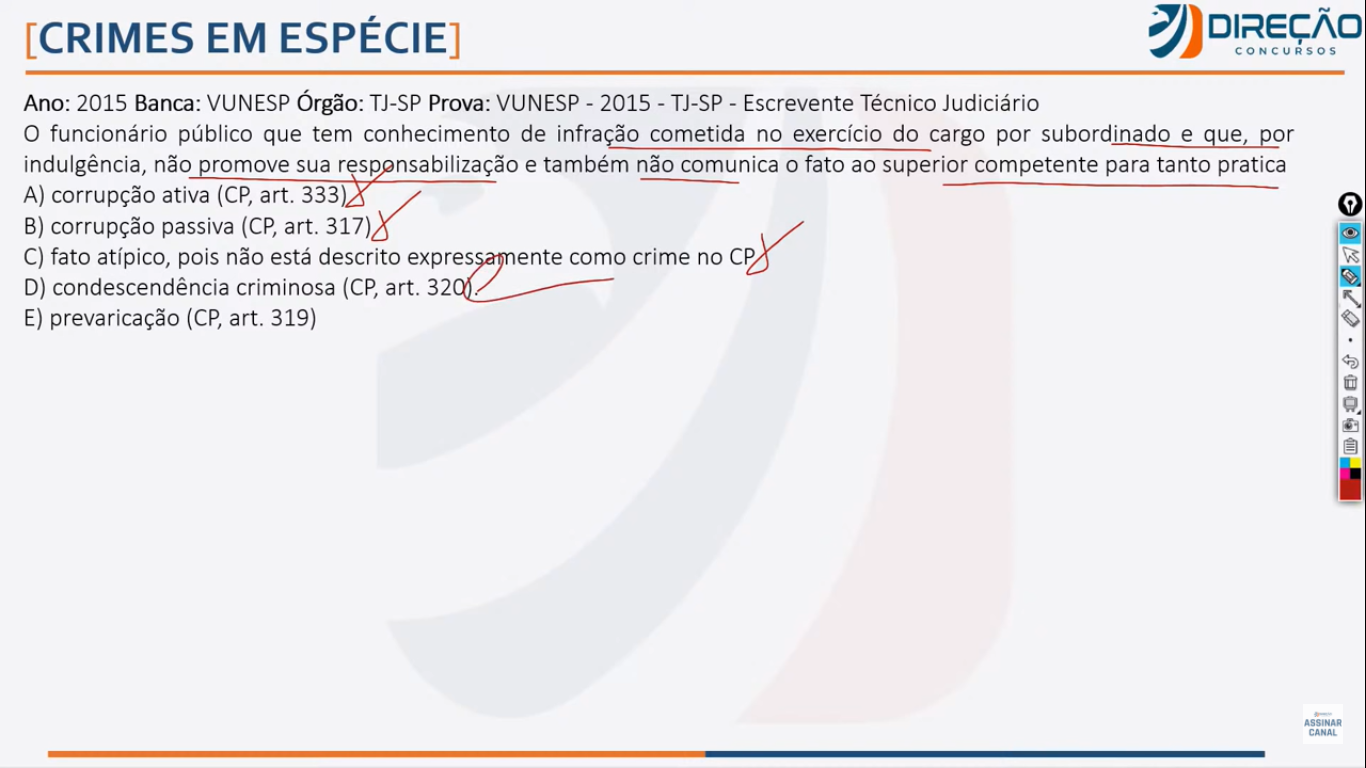 [CRIMES EM ESPÉCIE]
DIREÇÃO
CONCURSOS
Ano: 2015 Banca: VUNESP Órgão: TJ-SP Prova: VUNESP - 2015 - TJ-SP - Escrevente Técnico Judiciário
O funcionário público que tem conhecimento de infração cometida no exercício do cargo por subordinado e que, por
indulgência, não promove sua responsabilização e também não comunica o fato ao superior competente para tanto pratica
A) corrupção ativa (CP, art. 333)
B) corrupção passiva (CP, art. 317)
C) fato atípico, pois não está descrito expressamente como crime no CP
D) condescendência criminosa (CP, art. 320).
E) prevaricação (CP, art. 319)
ASSINAR
CANAL